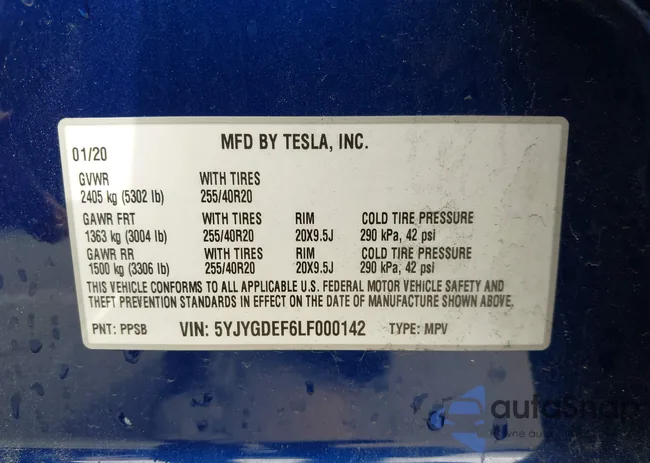 MFD BY TESLA, INC.
01/20
GVWR WITH TIRES
2405 kg (5302 lb) 255/40R20
GAWR FRT WITH TIRES RIM COLD TIRE PRESSURE
1363 kg (3004 lb) 255/40R20 20X9.5J 290 kPa, 42 psi
GAWR RR WITH TIRES RIM COLD TIRE PRESSURE
1500 kg (3306 lb) 255/40R20 20X9.5J 290 kPa, 42 psi
THIS VEHICLE CONFORMS TO ALL APPLICABLE U.S. FEDERAL MOTOR VEHICLE SAFETY AND
THEFT PREVENTION STANDARDS IN EFFECT ON THE DATE OF MANUFACTURE SHOWN ABOVE.
PNT: PPSB VIN: 5YJYGDEF6LF000142 TYPE: MPV
autoSnap